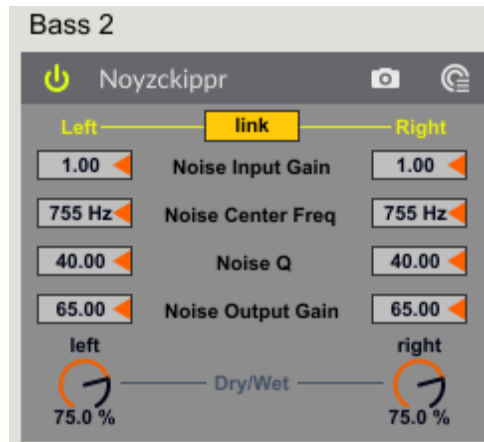 Bass 2
Noyzckippr
Left link Right
1.00 Noise Input Gain 1.00
755 Hz Noise Center Freq 755 Hz
40.00 Noise Q 40.00
65.00 Noise Output Gain 65.00
left right
Dry/Wet
75.0 % 75.0 %